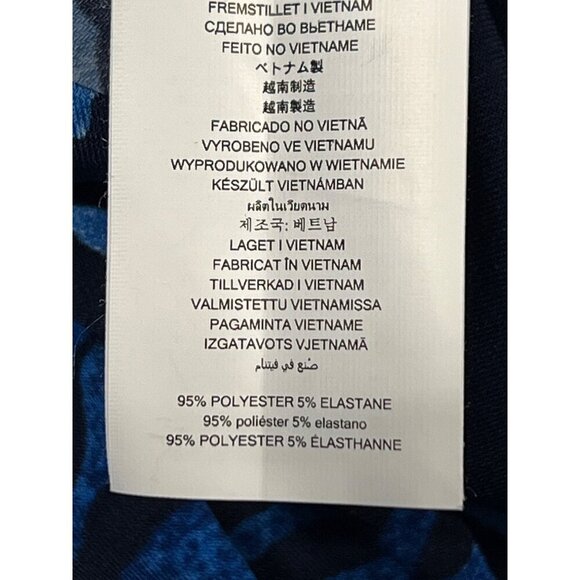 FREMSTILLET I VIETNAM
СДЕЛАНО ВО ВЬЕТНАМЕ
FEITO NO VIETNAME
ベトナム製
越南制造
越南製造
FABRICADO NO VIETNÃ
VYROBENO VE VIETNAMU
WYPRODUKOWANO W WIETNAMIE
KÉSZÜLT VIETNÁMBAN
ผลิตในเวียดนาม
제조국: 베트남
LAGET I VIETNAM
FABRICAT ÎN VIETNAM
TILLVERKAD I VIETNAM
VALMISTETTU VIETNAMISSA
PAGAMINTA VIETNAME
IZGATAVOTS VJETNAMĀ
صُنع في فيتنام
95% POLYESTER 5% ELASTANE
95% poliéster 5% elastano
95% POLYESTER 5% ÉLASTHANNE